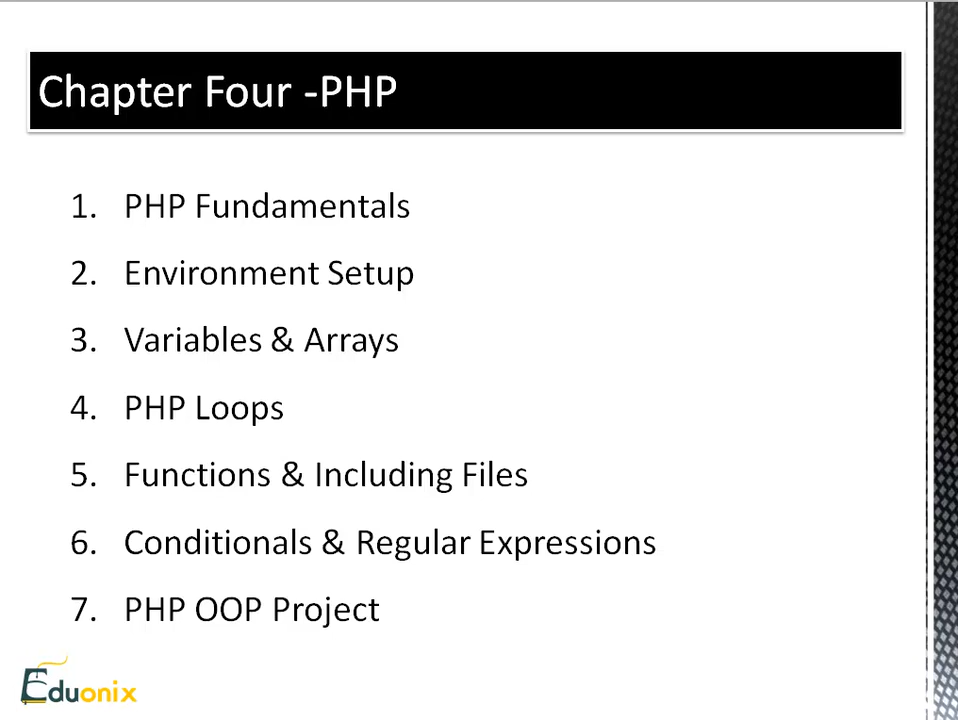 Chapter Four -PHP
1. PHP Fundamentals
2. Environment Setup
3. Variables & Arrays
4. PHP Loops
5. Functions & Including Files
6. Conditionals & Regular Expressions
7. PHP OOP Project
Eduonix